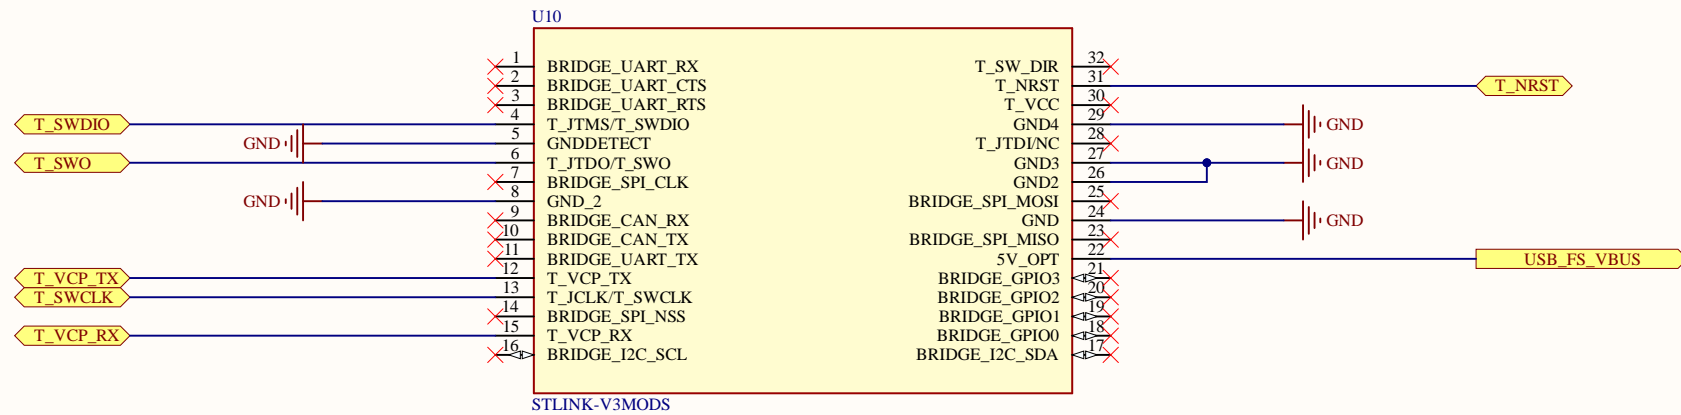 U10
1 BRIDGE_UART_RX T_SW_DIR 32
2 BRIDGE_UART_CTS T_NRST 31 T_NRST
3 BRIDGE_UART_RTS T_VCC 30
T_SWDIO 4 T_JTMS/T_SWDIO GND4 29 GND
GND 5 GNDDETECT T_JTDI/NC 28
T_SWO 6 T_JTDO/T_SWO GND3 27 GND
7 BRIDGE_SPI_CLK GND2 26
GND 8 GND_2 BRIDGE_SPI_MOSI 25
9 BRIDGE_CAN_RX GND 24 GND
10 BRIDGE_CAN_TX BRIDGE_SPI_MISO 23
11 BRIDGE_UART_TX 5V_OPT 22 USB_FS_VBUS
T_VCP_TX 12 T_VCP_TX BRIDGE_GPIO3 21
T_SWCLK 13 T_JCLK/T_SWCLK BRIDGE_GPIO2 20
14 BRIDGE_SPI_NSS BRIDGE_GPIO1 19
T_VCP_RX 15 T_VCP_RX BRIDGE_GPIO0 18
16 BRIDGE_I2C_SCL BRIDGE_I2C_SDA 17
STLINK-V3MODS